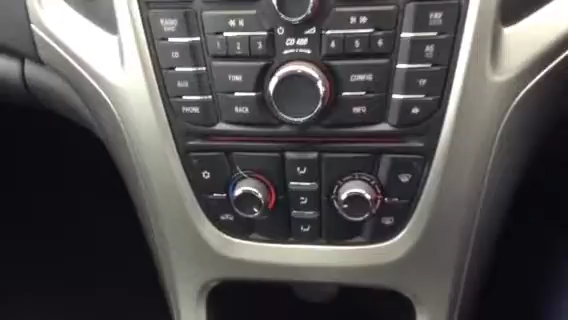 RADIO
CD
AUX
PHONE
1 2 3
TONE
BACK
CD 400
4 5 6
CONFIG
INFO
FAV
AS
TP